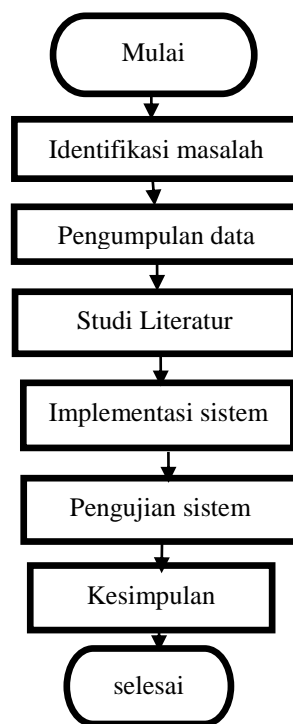 Mulai
Identifikasi masalah
Pengumpulan data
Studi Literatur
Implementasi sistem
Pengujian sistem
Kesimpulan
selesai